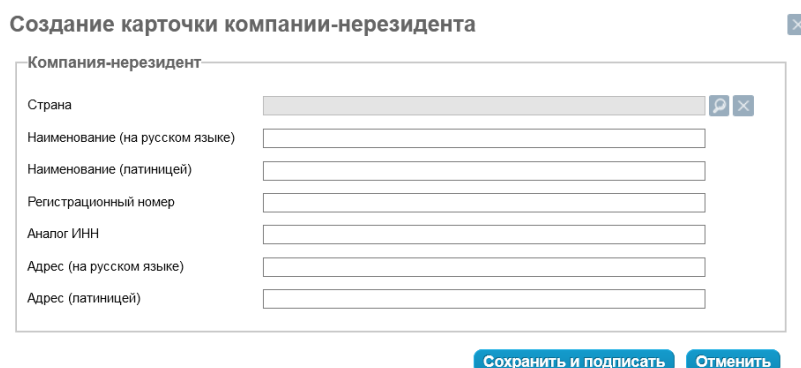 Создание карточки компании-нерезидента
Компания-нерезидент
Страна
Наименование (на русском языке)
Наименование (латиницей)
Регистрационный номер
Аналог ИНН
Адрес (на русском языке)
Адрес (латиницей)
Сохранить и подписать Отменить